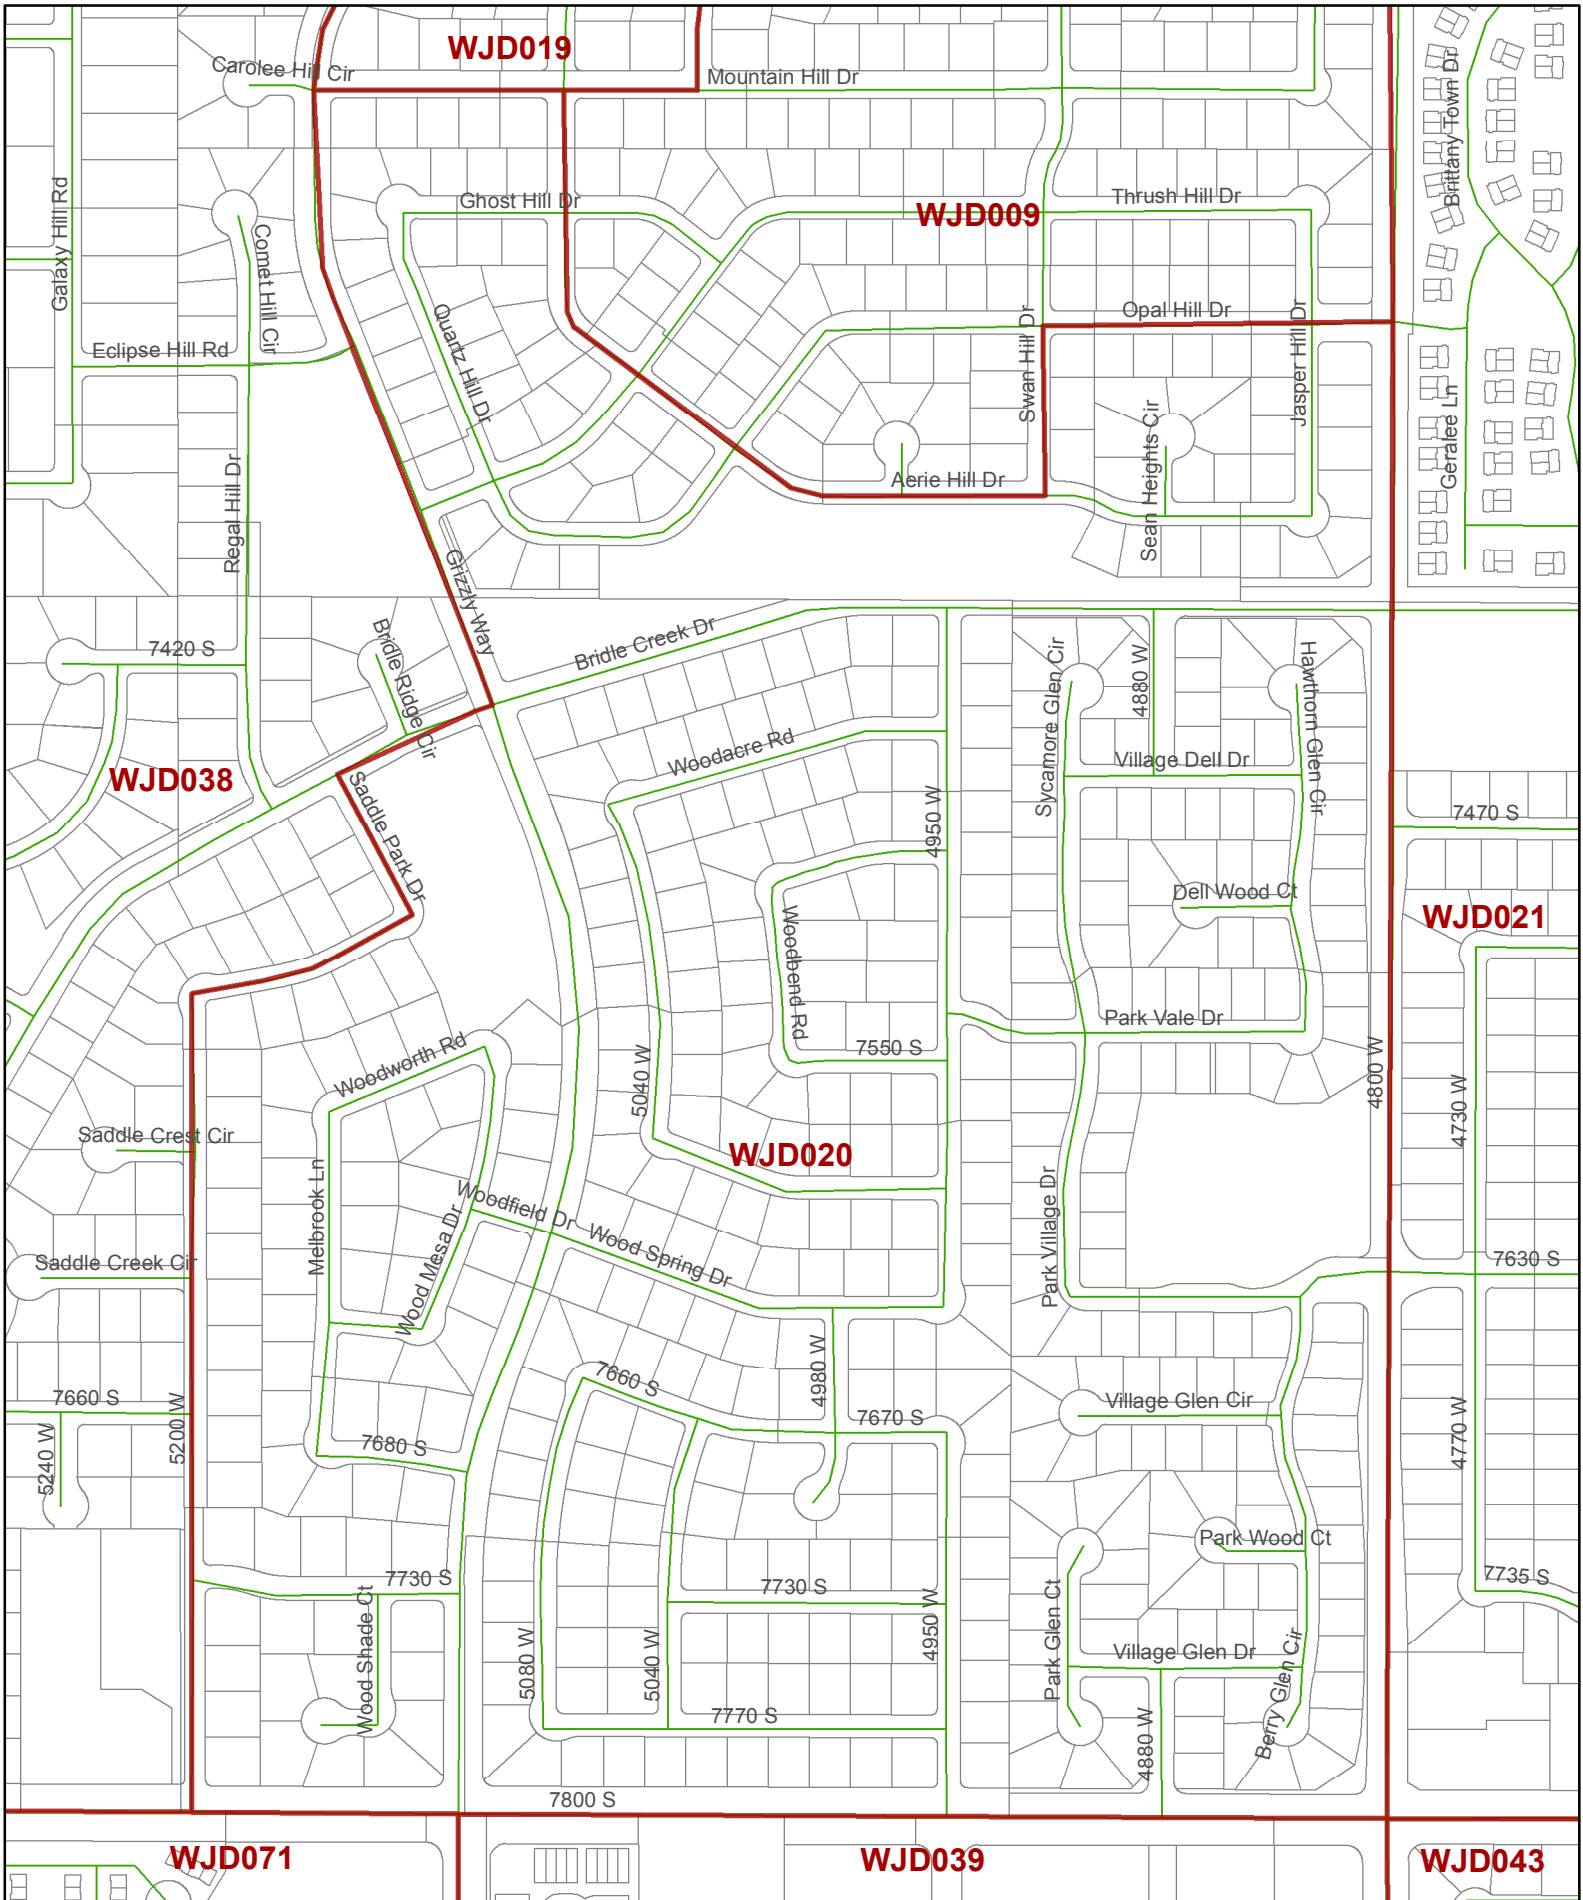 WJD019
Carolee Hill Cir
Mountain Hill Dr
Brittany Town Dr
Galaxy Hill Rd
Ghost Hill Dr
Thrush Hill Dr
WJD009
Comet Hill Cir
Quartz Hill Dr
Opal Hill Dr
Swan Hill Dr
Jasper Hill Dr
Eclipse Hill Rd
Geralee Ln
Regal Hill Dr
Aerie Hill Dr
Sean Heights Cir
Grizzly Way
7420 S
Bridle Ridge Cir
Bridle Creek Dr
Sycamore Glen Cir
4880 W
Hawthorn Glen Cir
Woodacre Rd
Village Dell Dr
WJD038
Saddle Park Dr
4950 W
7470 S
Dell Wood Ct
WJD021
Woodbend Rd
Park Vale Dr
Woodworth Rd
7550 S
5040 W
4800 W
4730 W
Saddle Crest Cir
WJD020
Melbrook Ln
Woodfield Dr
Wood Mesa Dr
Wood Spring Dr
Park Village Dr
Saddle Creek Cir
7630 S
7660 S
4980 W
7660 S
Village Glen Cir
7670 S
5200 W
5240 W
7680 S
4770 W
Park Wood Ct
7730 S
7730 S
7735 S
Wood Shade Ct
5080 W
5040 W
4950 W
Park Glen Ct
Village Glen Dr
Berry Glen Cir
7770 S
4880 W
7800 S
WJD071
WJD039
WJD043